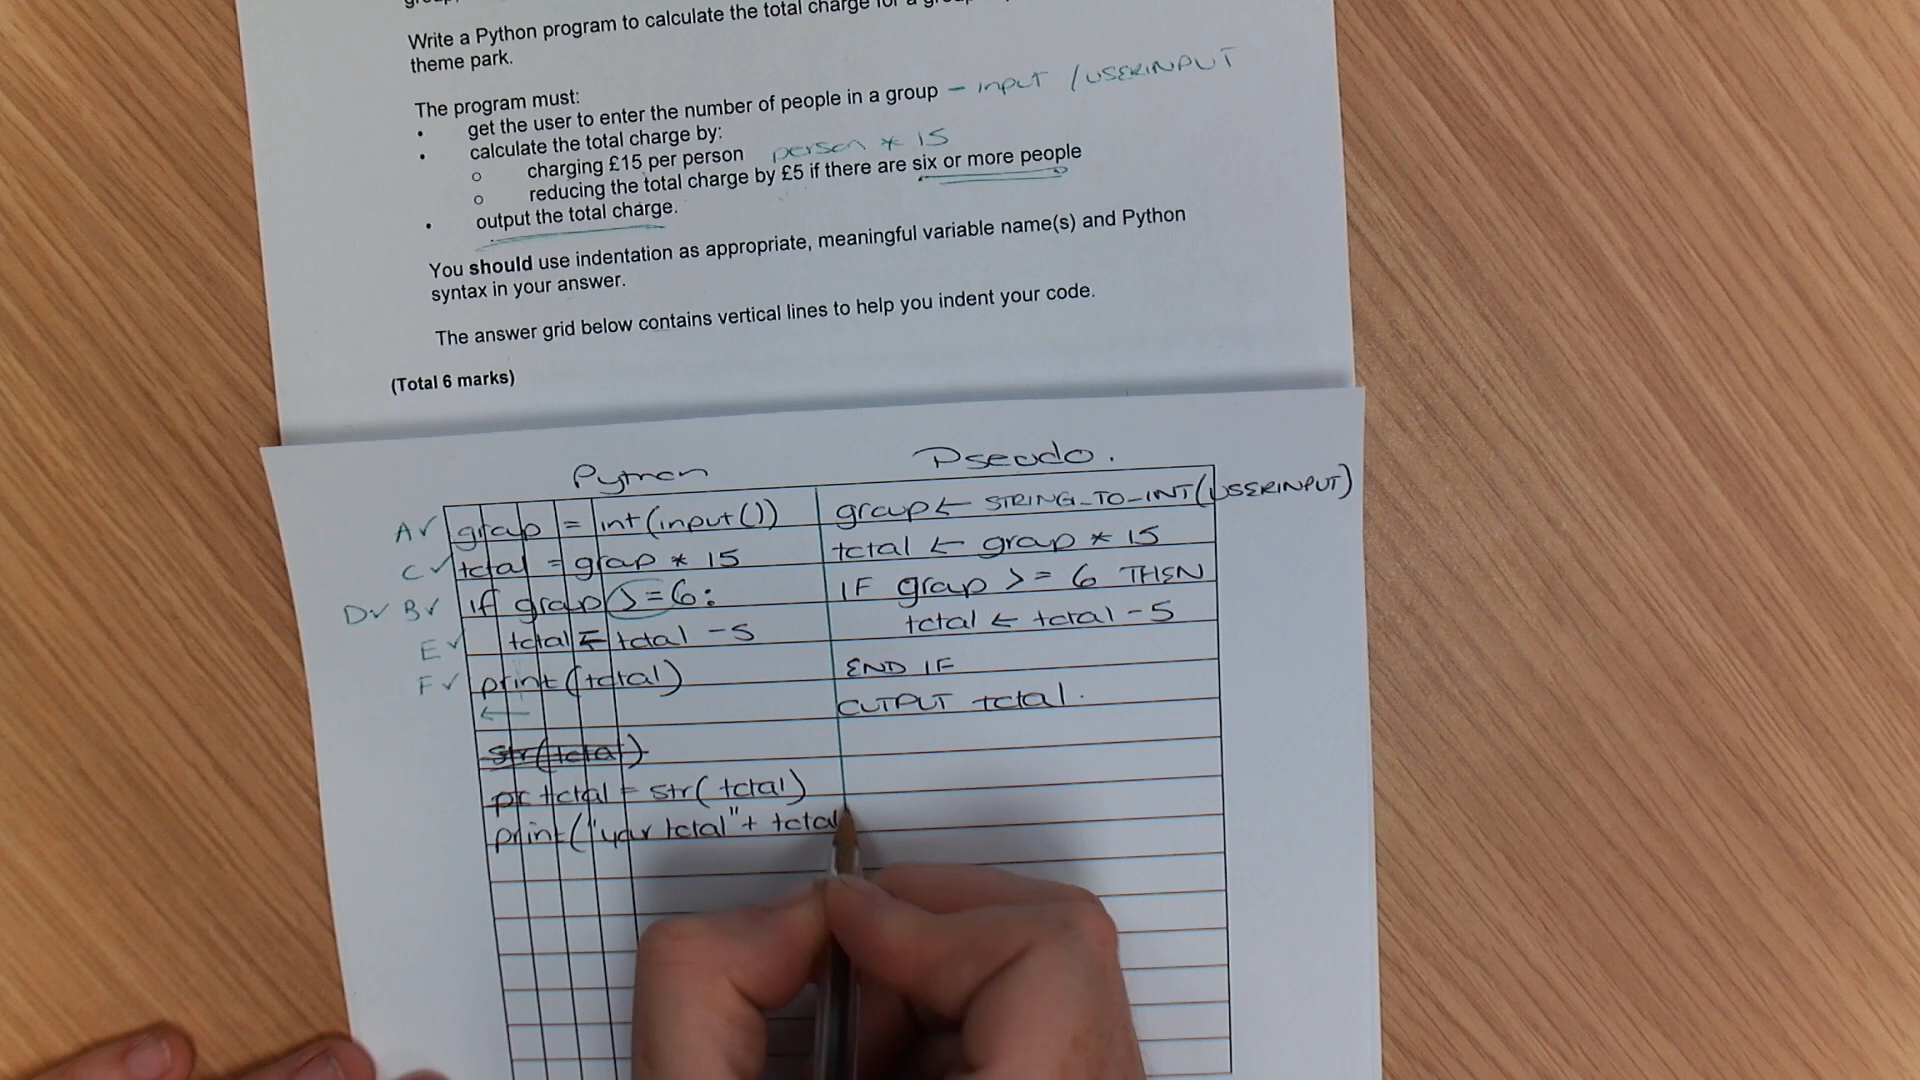 Write a Python program to calculate the total charge for a
theme park.
The program must:
• get the user to enter the number of people in a group - input / USERINPUT
• calculate the total charge by:
o charging £15 per person person * 15
o reducing the total charge by £5 if there are six or more people
• output the total charge.
You should use indentation as appropriate, meaningful variable name(s) and Python
syntax in your answer.
The answer grid below contains vertical lines to help you indent your code.
(Total 6 marks)
Python
A✓ group = int(input())
C✓ total = group * 15
D✓ B✓ if group >= 6:
E✓ total = total - 5
F✓ print(total)
←
str(total)
total = str(total)
print("your total" + total
Pseudo.
group ← STRING_TO_INT(USERINPUT)
total ← group * 15
IF group >= 6 THEN
total ← total - 5
END IF
OUTPUT total.